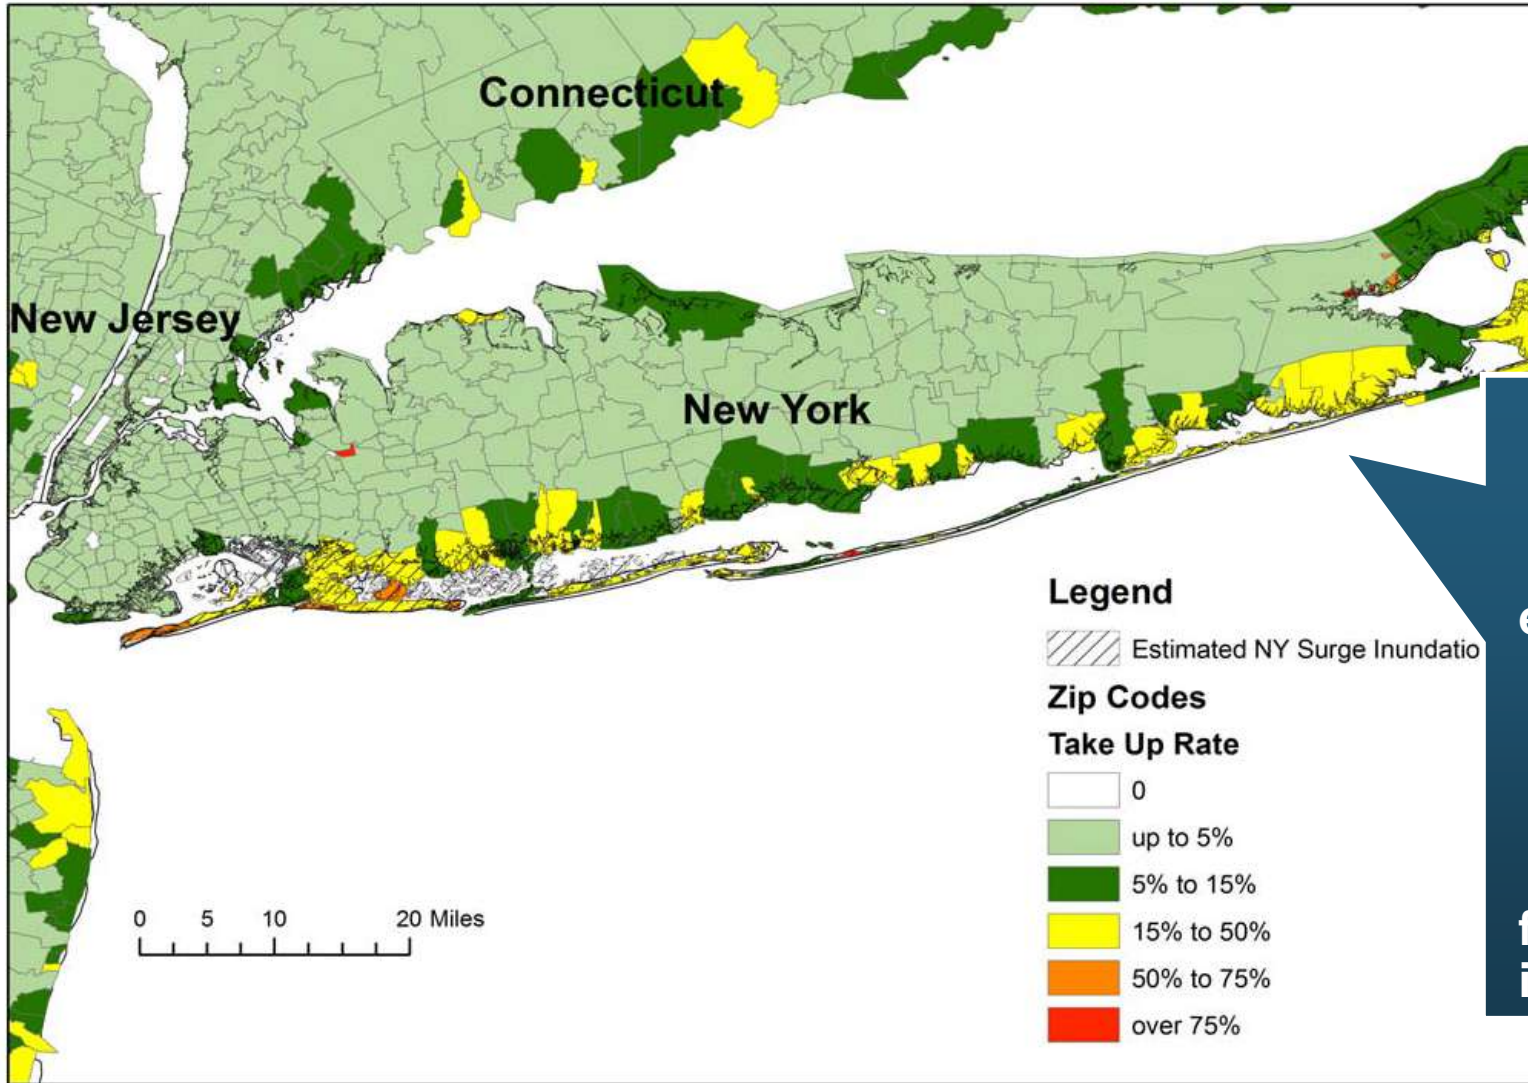 Connecticut
New Jersey
New York
Legend
Estimated NY Surge Inundatio
Zip Codes
Take Up Rate
0
up to 5%
5% to 15%
15% to 50%
50% to 75%
over 75%
0 5 10 20 Miles